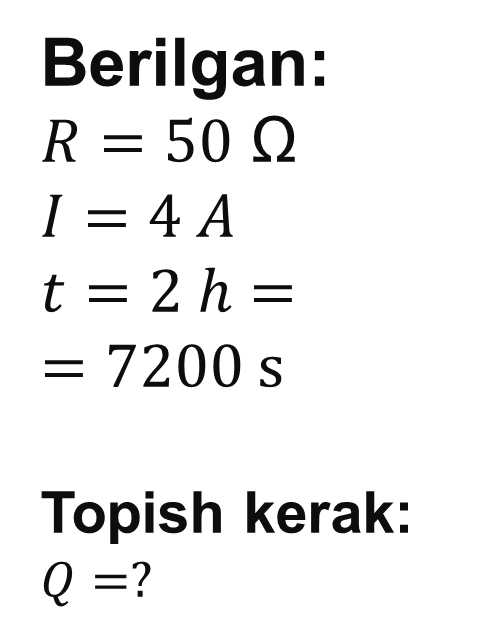 Berilgan:
R = 50 Ω
I = 4 A
t = 2 h =
= 7200 s
Topish kerak:
Q =?